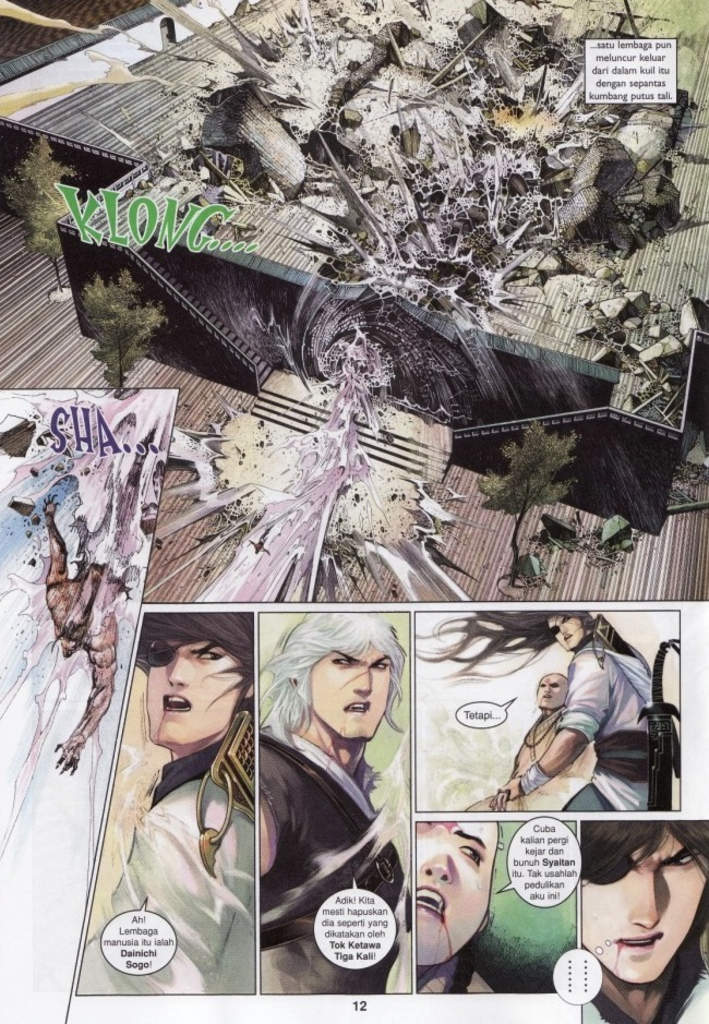 ...satu lembaga pun
meluncur keluar
dari dalam kuil itu
dengan sepantas
kumbang putus tali.
KLONG....
SHA...
Ah!
Lembaga
manusia itu ialah
Dainichi
Sogo!
Adik! Kita
mesti hapuskan
dia seperti yang
dikatakan oleh
Tok Ketawa
Tiga Kali!
Tetapi...
Cuba
kalian pergi
kejar dan
bunuh Syaitan
itu. Tak usahlah
pedulikan
aku ini!
12